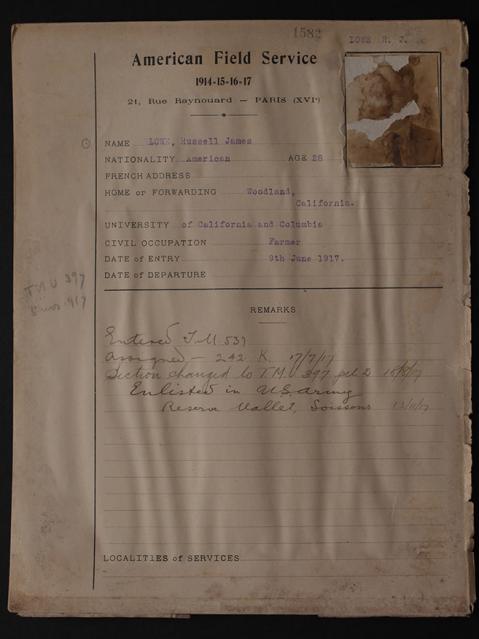 1582
LOWE R. J.
American Field Service
1914-15-16-17
21, Rue Raynouard — PARIS (XVIᵉ)
NAME LOWE, Russell James
NATIONALITY American AGE 28
FRENCH ADDRESS
HOME or FORWARDING Woodland,
California.
UNIVERSITY of California and Columbia
CIVIL OCCUPATION Farmer
DATE of ENTRY 9th June 1917.
DATE of DEPARTURE
T.M.U 397
917
REMARKS
Entered T.M 537
assigned — 242 K. 17/7/17
Section changed to T.M.U 397
Enlisted in U.S. Army
Reserve Mallet, Soissons
LOCALITIES of SERVICES